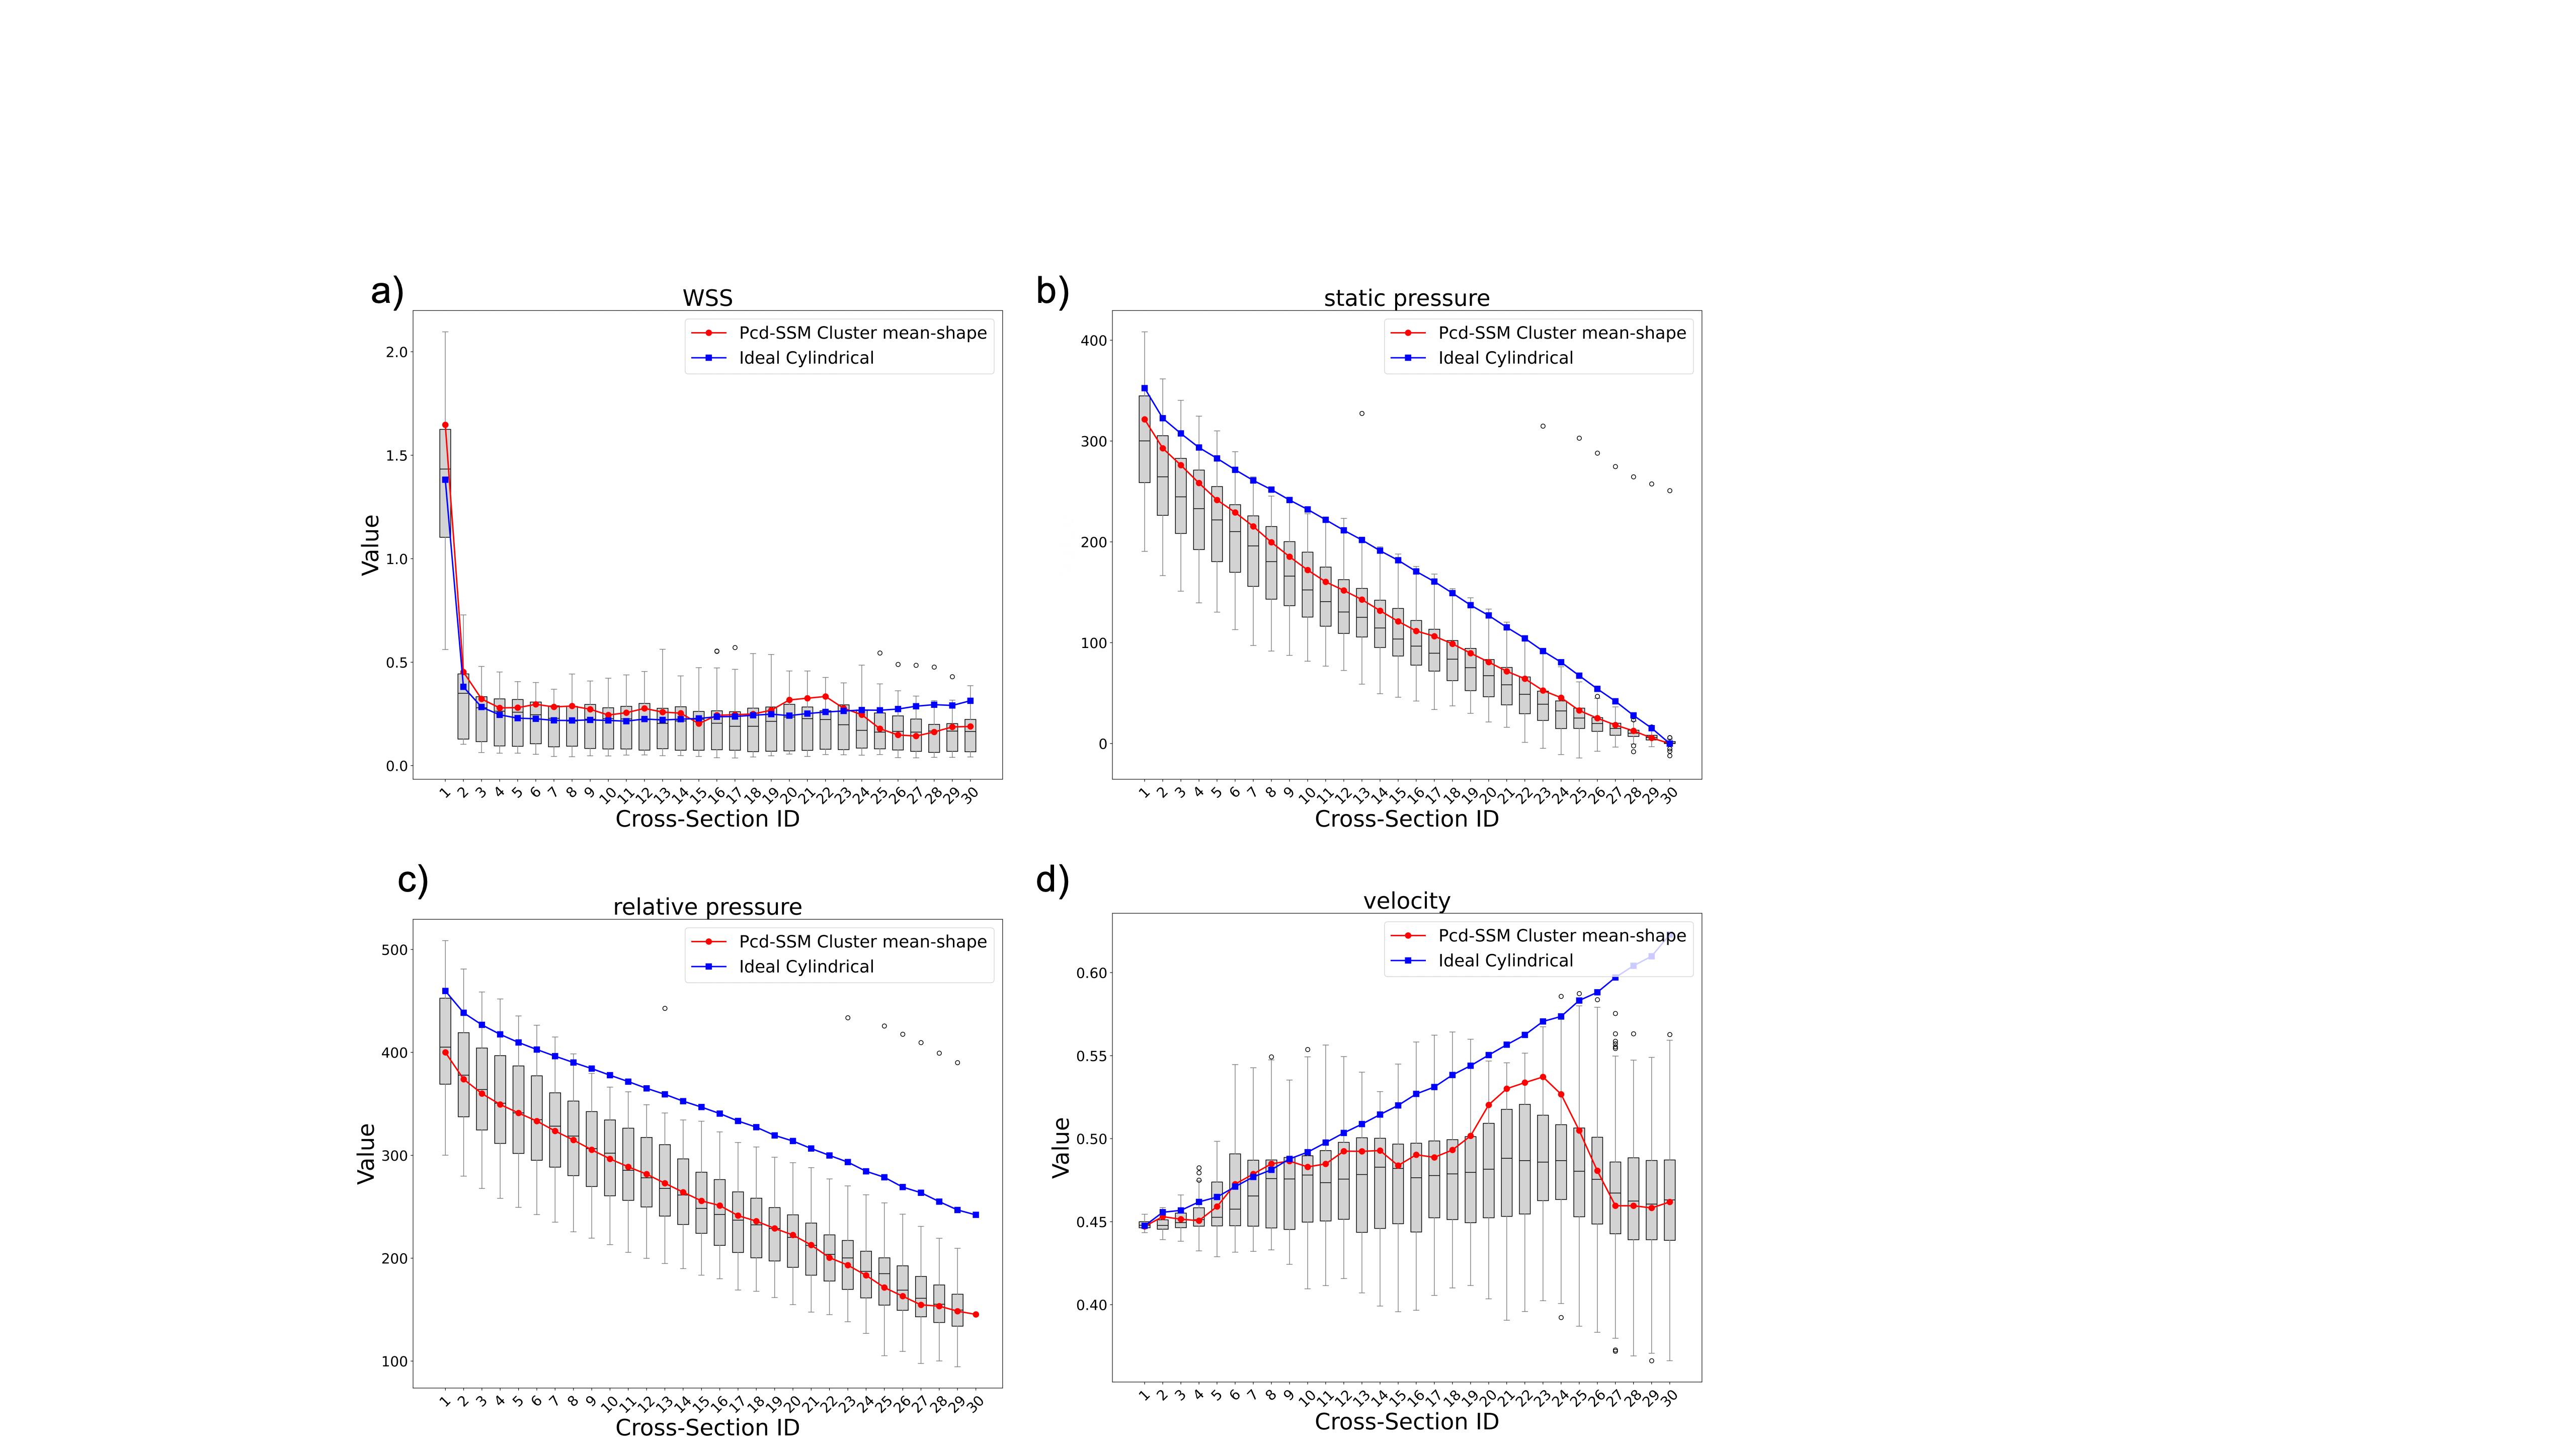 a)
WSS
Pcd-SSM Cluster mean-shape
Ideal Cylindrical
Value
2.0
1.5
1.0
0.5
0.0
1 2 3 4 5 6 7 8 9 10 11 12 13 14 15 16 17 18 19 20 21 22 23 24 25 26 27 28 29 30
Cross-Section ID
b)
static pressure
Pcd-SSM Cluster mean-shape
Ideal Cylindrical
400
300
200
100
0
1 2 3 4 5 6 7 8 9 10 11 12 13 14 15 16 17 18 19 20 21 22 23 24 25 26 27 28 29 30
Cross-Section ID
c)
relative pressure
Pcd-SSM Cluster mean-shape
Ideal Cylindrical
Value
500
400
300
200
100
1 2 3 4 5 6 7 8 9 10 11 12 13 14 15 16 17 18 19 20 21 22 23 24 25 26 27 28 29 30
Cross-Section ID
d)
velocity
Pcd-SSM Cluster mean-shape
Ideal Cylindrical
Value
0.60
0.55
0.50
0.45
0.40
1 2 3 4 5 6 7 8 9 10 11 12 13 14 15 16 17 18 19 20 21 22 23 24 25 26 27 28 29 30
Cross-Section ID